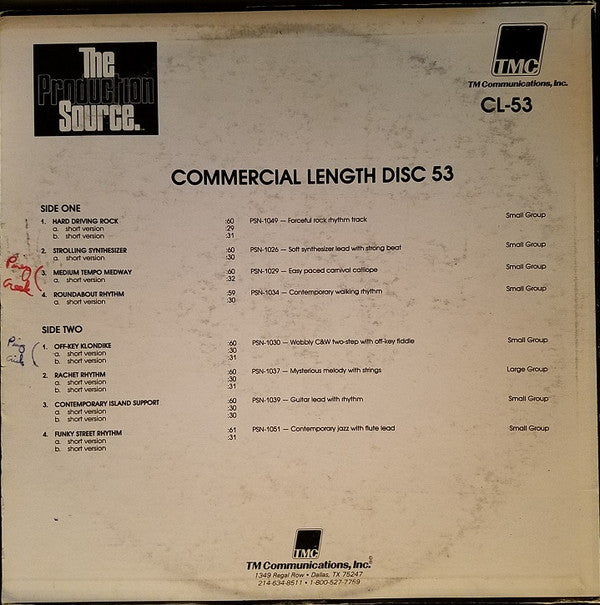 The
Production
Source.
TMC
TM Communications, Inc.
CL-53
COMMERCIAL LENGTH DISC 53
SIDE ONE
1. HARD DRIVING ROCK :60 PSN-1049 — Forceful rock rhythm track Small Group
a. short version :29
b. short version :31
2. STROLLING SYNTHESIZER :60 PSN-1026 — Soft synthesizer lead with strong beat Small Group
a. short version :30
3. MEDIUM TEMPO MEDWAY :60 PSN-1029 — Easy paced carnival calliope Small Group
a. short version :32
4. ROUNDABOUT RHYTHM :59 PSN-1034 — Contemporary walking rhythm Small Group
a. short version :30
SIDE TWO
1. OFF-KEY KLONDIKE :60 PSN-1030 — Wobbly C&W two-step with off-key fiddle Small Group
a. short version :30
b. short version :31
2. RACHET RHYTHM :60 PSN-1037 — Mysterious melody with strings Large Group
a. short version :30
b. short version :31
3. CONTEMPORARY ISLAND SUPPORT :60 PSN-1039 — Guitar lead with rhythm Small Group
a. short version :30
b. short version :30
4. FUNKY STREET RHYTHM :61 PSN-1051 — Contemporary jazz with flute lead Small Group
a. short version :31
b. short version
TMC
TM Communications, Inc.
1349 Regal Row • Dallas, TX 75247
214-634-8511 • 1-800-527-7759